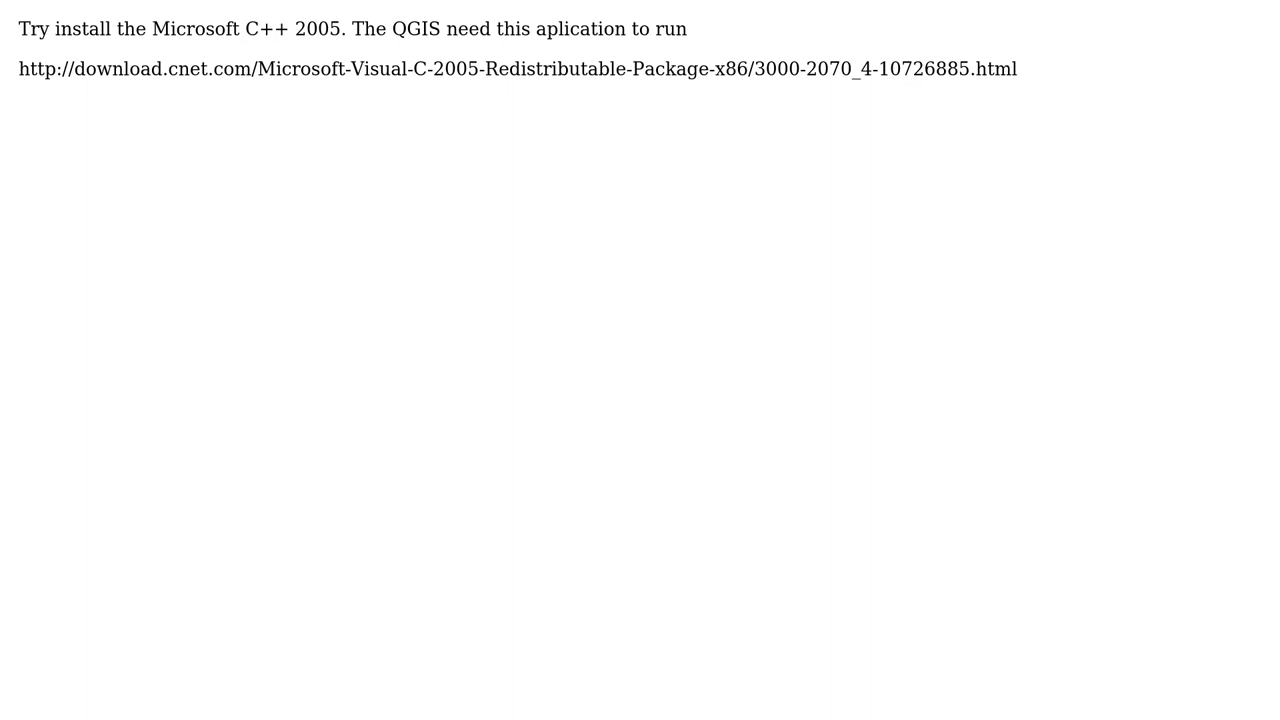 Try install the Microsoft C++ 2005. The QGIS need this aplication to run
http://download.cnet.com/Microsoft-Visual-C-2005-Redistributable-Package-x86/3000-2070_4-10726885.html